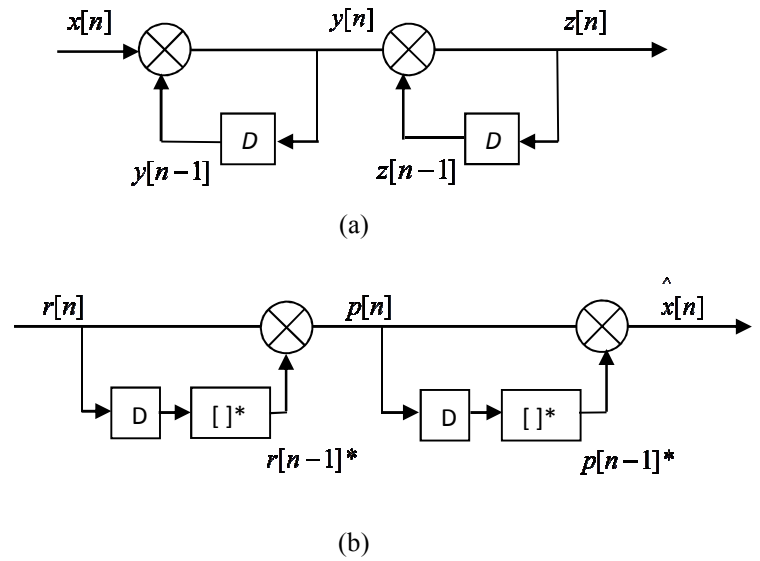 x[n] y[n] z[n]
D D
y[n−1] z[n−1]
(a)
r[n] p[n] x̂[n]
D [ ]* D [ ]*
r[n−1]* p[n−1]*
(b)